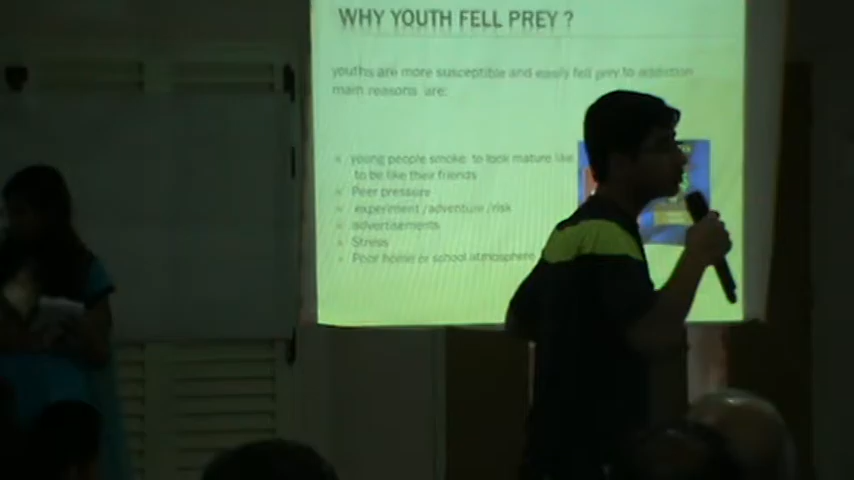 WHY YOUTH FELL PREY ?
youths are more susceptible and easily fell prey to addiction
main reasons are:
young people smoke to look mature like
to be like their friends
Peer pressure
experiment /adventure /risk
advertisements
Stress
Poor home or school atmosphere